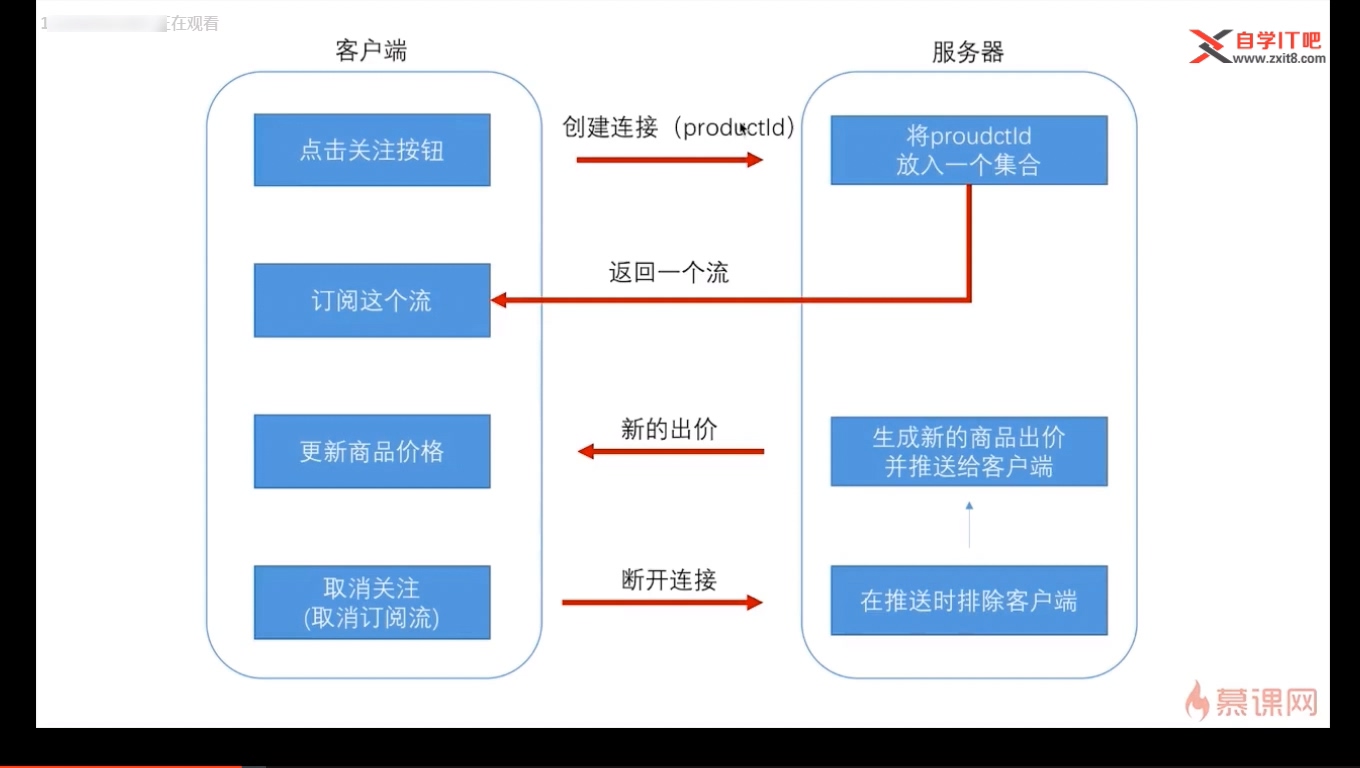 正在观看
自学IT吧
www.zxit8.com
客户端
服务器
点击关注按钮
创建连接（productId）
将proudctId
放入一个集合
订阅这个流
返回一个流
更新商品价格
新的出价
生成新的商品出价
并推送给客户端
取消关注
(取消订阅流)
断开连接
在推送时排除客户端
慕课网